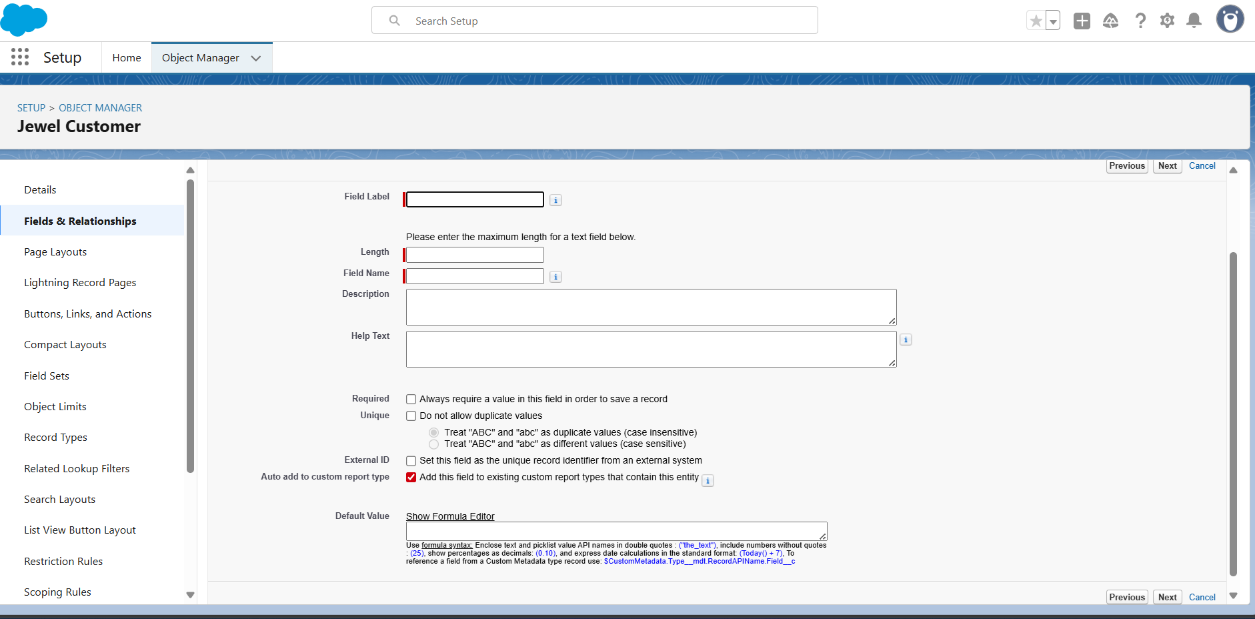 Search Setup
Setup
Home
Object Manager
SETUP > OBJECT MANAGER
Jewel Customer
Details
Fields & Relationships
Page Layouts
Lightning Record Pages
Buttons, Links, and Actions
Compact Layouts
Field Sets
Object Limits
Record Types
Related Lookup Filters
Search Layouts
List View Button Layout
Restriction Rules
Scoping Rules
Previous Next Cancel
Field Label
Please enter the maximum length for a text field below.
Length
Field Name
Description
Help Text
Required Always require a value in this field in order to save a record
Unique Do not allow duplicate values
Treat "ABC" and "abc" as duplicate values (case insensitive)
Treat "ABC" and "abc" as different values (case sensitive)
External ID Set this field as the unique record identifier from an external system
Auto add to custom report type Add this field to existing custom report types that contain this entity
Default Value Show Formula Editor
Use formula syntax: Enclose text and picklist value API names in double quotes : ("the_text"), include numbers without quotes
: (25), show percentages as decimals: (0.10), and express date calculations in the standard format: (Today() + 7), To
reference a field from a Custom Metadata type record use: $CustomMetadata.Type__mdt.RecordAPIName.Field__c
Previous Next Cancel